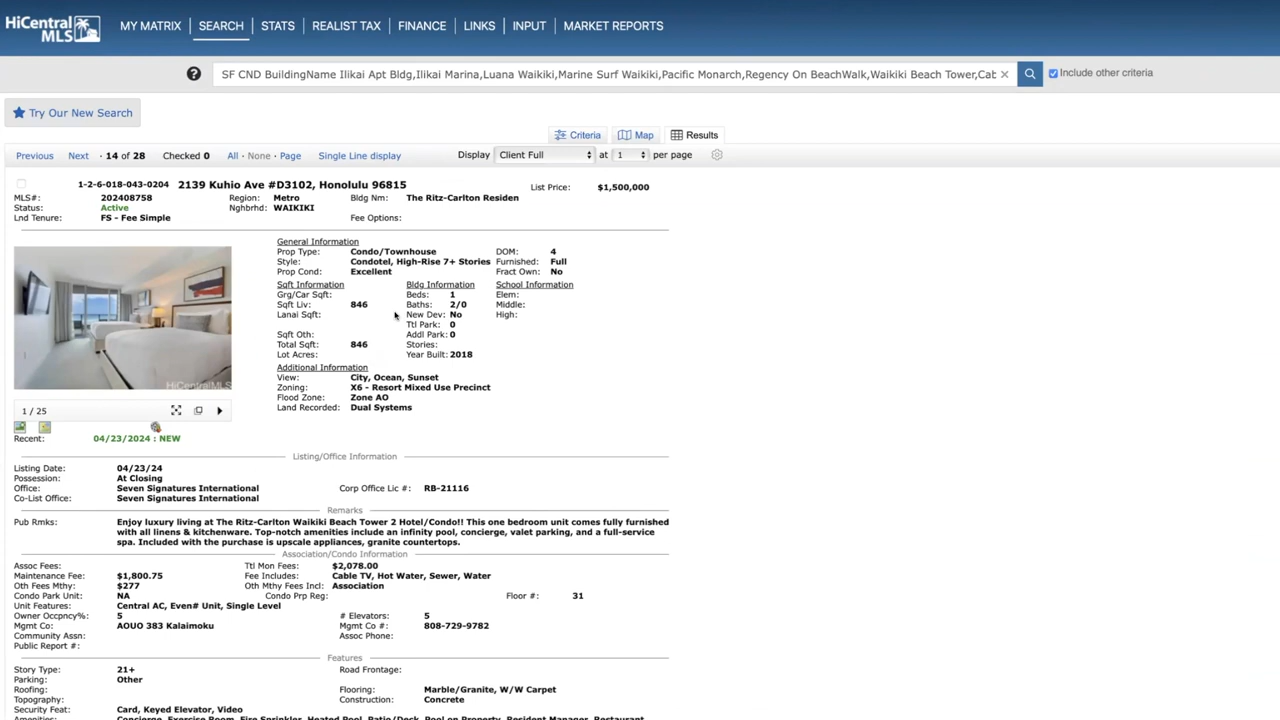 HiCentral MLS
MY MATRIX SEARCH STATS REALIST TAX FINANCE LINKS INPUT MARKET REPORTS
? SF CND BuildingName Ilikai Apt Bldg,Ilikai Marina,Luana Waikiki,Marine Surf Waikiki,Pacific Monarch,Regency On BeachWalk,Waikiki Beach Tower,Cab Include other criteria
Try Our New Search
Criteria Map Results
Previous Next · 14 of 28 Checked 0 All · None · Page Single Line display Display Client Full at 1 per page
1-2-6-018-043-0204 2139 Kuhio Ave #D3102, Honolulu 96815 List Price: $1,500,000
MLS#: 202408758 Region: Metro Bldg Nm: The Ritz-Carlton Residen
Status: Active Nghbrhd: WAIKIKI
Lnd Tenure: FS - Fee Simple Fee Options:
General Information
Prop Type: Condo/Townhouse DOM: 4
Style: Condotel, High-Rise 7+ Stories Furnished: Full
Prop Cond: Excellent Fract Own: No
Sqft Information Bldg Information School Information
Grg/Car Sqft: Beds: 1 Elem:
Sqft Liv: 846 Baths: 2/0 Middle:
Lanai Sqft: New Dev: No High:
Ttl Park: 0
Sqft Oth: Addl Park: 0
Total Sqft: 846 Stories:
Lot Acres: Year Built: 2018
Additional Information
View: City, Ocean, Sunset
Zoning: X6 - Resort Mixed Use Precinct
Flood Zone: Zone AO
Land Recorded: Dual Systems
HiCentralMLS
1 / 25
Recent: 04/23/2024 : NEW
Listing/Office Information
Listing Date: 04/23/24
Possession: At Closing
Office: Seven Signatures International Corp Office Lic #: RB-21116
Co-List Office: Seven Signatures International
Remarks
Pub Rmks: Enjoy luxury living at The Ritz-Carlton Waikiki Beach Tower 2 Hotel/Condo!! This one bedroom unit comes fully furnished
with all linens & kitchenware. Top-notch amenities include an infinity pool, concierge, valet parking, and a full-service
spa. Included with the purchase is upscale appliances, granite countertops.
Association/Condo Information
Assoc Fees: Ttl Mon Fees: $2,078.00
Maintenance Fee: $1,800.75 Fee Includes: Cable TV, Hot Water, Sewer, Water
Oth Fees Mthy: $277 Oth Mthy Fees Incl: Association
Condo Park Unit: NA Condo Prp Reg: Floor #: 31
Unit Features: Central AC, Even# Unit, Single Level
Owner Occpncy%: 5 # Elevators: 5
Mgmt Co: AOUO 383 Kalaimoku Mgmt Co #: 808-729-9782
Community Assn: Assoc Phone:
Public Report #:
Features
Story Type: 21+ Road Frontage:
Parking: Other
Roofing: Flooring: Marble/Granite, W/W Carpet
Topography: Construction: Concrete
Security Feat: Card, Keyed Elevator, Video
Amenities: Concierge, Exercise Room, Fire Sprinkler, Heated Pool, Patio/Deck, Pool on Property, Resident Manager, Restaurant,